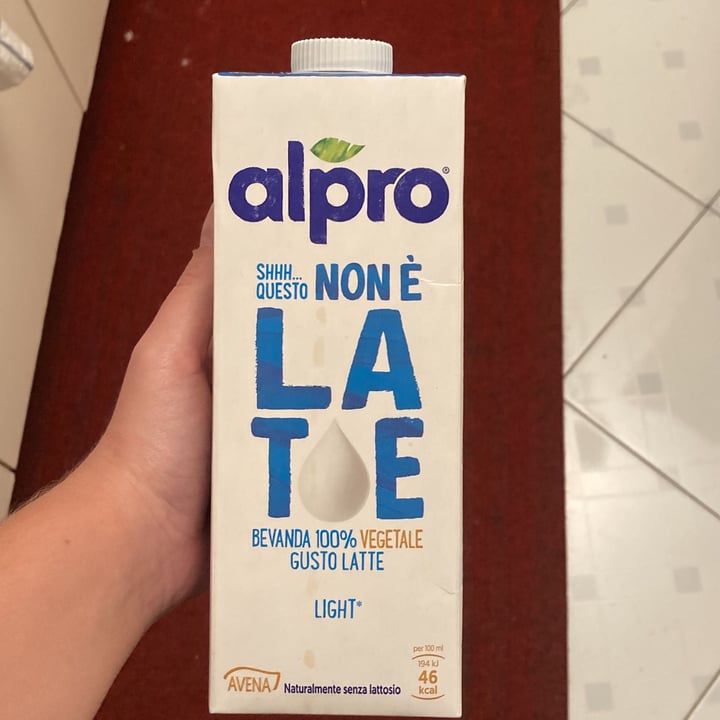 alpro®
SHHH...
QUESTO NON È
LA
T E
BEVANDA 100% VEGETALE
GUSTO LATTE
LIGHT*
per 100 ml
194 kJ
46
kcal
AVENA
Naturalmente senza lattosio